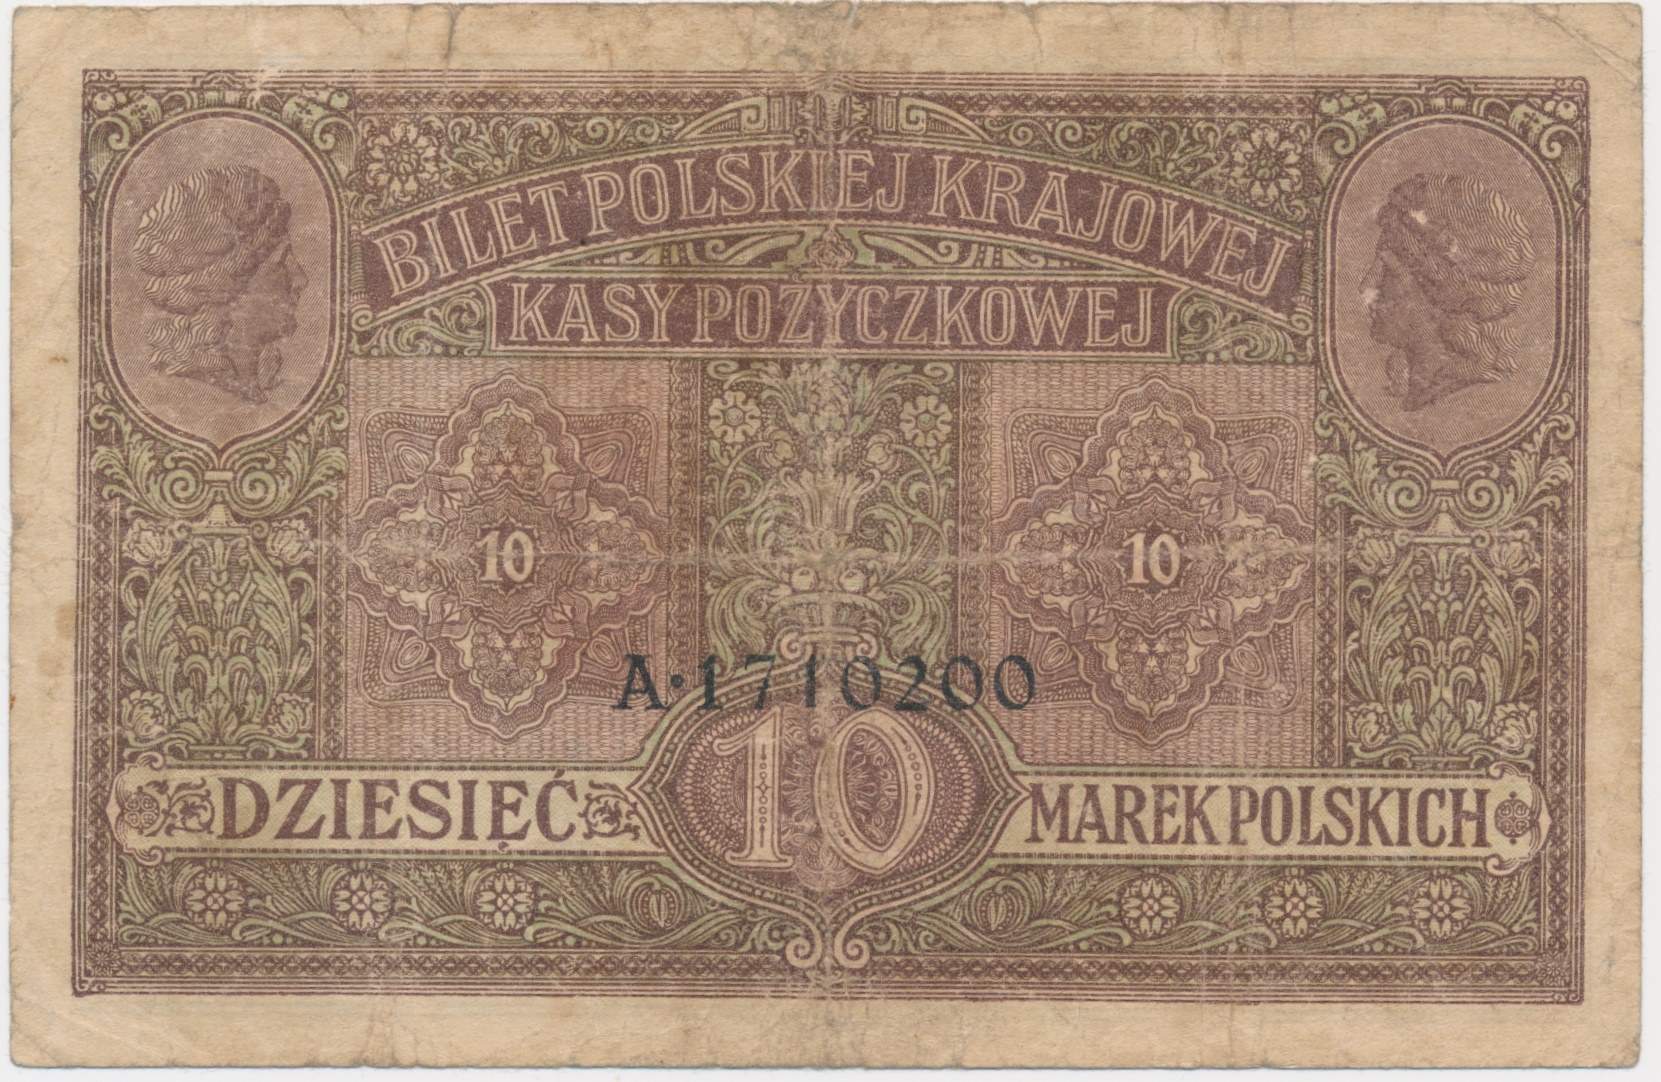 BILET POLSKIEJ KRAJOWEJ
KASY POŻYCZKOWEJ
10 10
A·1710200
10
DZIESIĘĆ MAREK POLSKICH